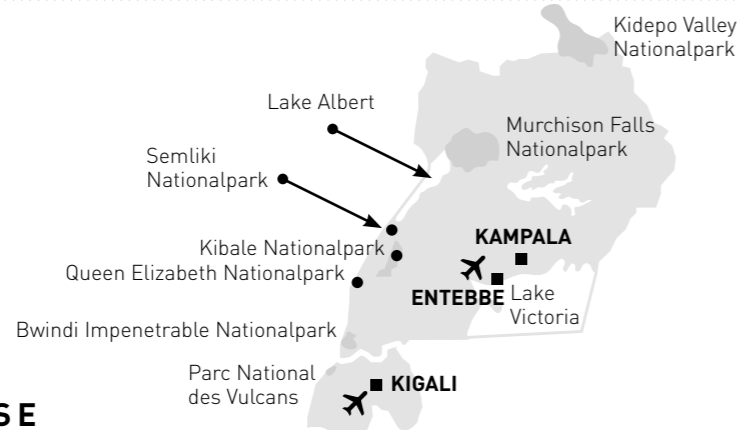 Kidepo Valley
Nationalpark
Lake Albert
Murchison Falls
Nationalpark
Semliki
Nationalpark
KAMPALA
Kibale Nationalpark
Queen Elizabeth Nationalpark
ENTEBBE
Lake
Victoria
Bwindi Impenetrable Nationalpark
Parc National
des Vulcans
KIGALI
SE